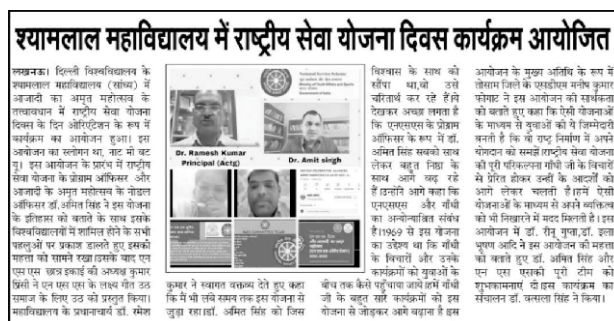 श्यामलाल महाविद्यालय में राष्ट्रीय सेवा योजना दिवस कार्यक्रम आयोजित
लखनऊ। दिल्ली विश्वविद्यालय के
श्यामलाल महाविद्यालय (सांध्य) में
आजादी का अमृत महोत्सव के
तत्वावधान में राष्ट्रीय सेवा योजना
दिवस के दिन ओरिएंटेशन के रूप में
कार्यक्रम का आयोजन हुआ। इस
आयोजन का स्लोगन था, नाट मी बट
यू। इस आयोजन के प्रारंभ में राष्ट्रीय
सेवा योजना के प्रोग्राम ऑफिसर और
आजादी के अमृत महोत्सव के नोडल
ऑफिसर डॉ.अमित सिंह ने इस योजना
के इतिहास को बताते के साथ इसके
विश्वविद्यालयों में शामिल होने के सभी
पहलुओं पर प्रकाश डालते हुए इसकी
महत्ता को सामने रखा।उसके बाद एन
एस एस छात्र इकाई की अध्यक्ष कुमार
प्रिंसी ने एन एस एस के लक्ष्य गीत उठ
समाज के लिए उठ को प्रस्तुत किया।
महाविद्यालय के प्रधानाचार्य डॉ. रमेश
Dr. Ramesh Kumar
Principal (Actg)
Dr. Amit singh
कुमार ने स्वागत वक्तव्य देते हुए कहा
कि मैं भी लंबे समय तक इस योजना से
जुड़ा रहा।डॉ. अमित सिंह को जिस
विश्वास के साथ को
सौंपा था,वो उसे
चरितार्थ कर रहे हैं।ये
देखकर अच्छा लगता है
कि एनएसएस के प्रोग्राम
ऑफिसर के रूप में डॉ.
अमित सिंह सबको साथ
लेकर बहुत निष्ठा के
साथ आगे बढ़ रहे
हैं।उन्होंने आगे कहा कि
एनएसएस और गाँधी
का अन्योन्याश्रित संबंध
है।1969 से इस योजना
का उद्देश्य था कि गाँधी
के विचारों और उनके
कार्यक्रमों को युवाओं के
बीच तक कैसे पहुँचाया जाये।हमें गाँधी
जी के बहुत सारे कार्यक्रमों को इस
योजना से जोड़कर आगे बढ़ाना है इस
आयोजन के मुख्य अतिथि के रूप में
तोसाम जिले के एसडीएम मनीष कुमार
फोगाट ने इस आयोजन की सार्थकता
को बताते हुए कहा कि ऐसी योजनाओं
के माध्यम से युवाओं की ये जिम्मेदारी
बनती है कि वो राष्ट्र निर्माण में अपने
योगदान को समझें।राष्ट्रीय सेवा योजना
की पूरी परिकल्पना गाँधी जी के विचारों
से प्रेरित होकर उन्हीं के आदर्शों को
आगे लेकर चलती है।हमें ऐसी
योजनाओं के माध्यम से अपने व्यक्तित्व
को भी निखारने में मदद मिलती है। इस
आयोजन में डॉ. रीनू गुप्ता,डॉ. इला
भूषण आदि ने इस आयोजन की महत्ता
को बताते हुए डॉ. अमित सिंह और
एन एस एसकी पूरी टीम को
शुभकामनाएं दी।इस कार्यक्रम का
संचालन डॉ. वत्सला सिंह ने किया।